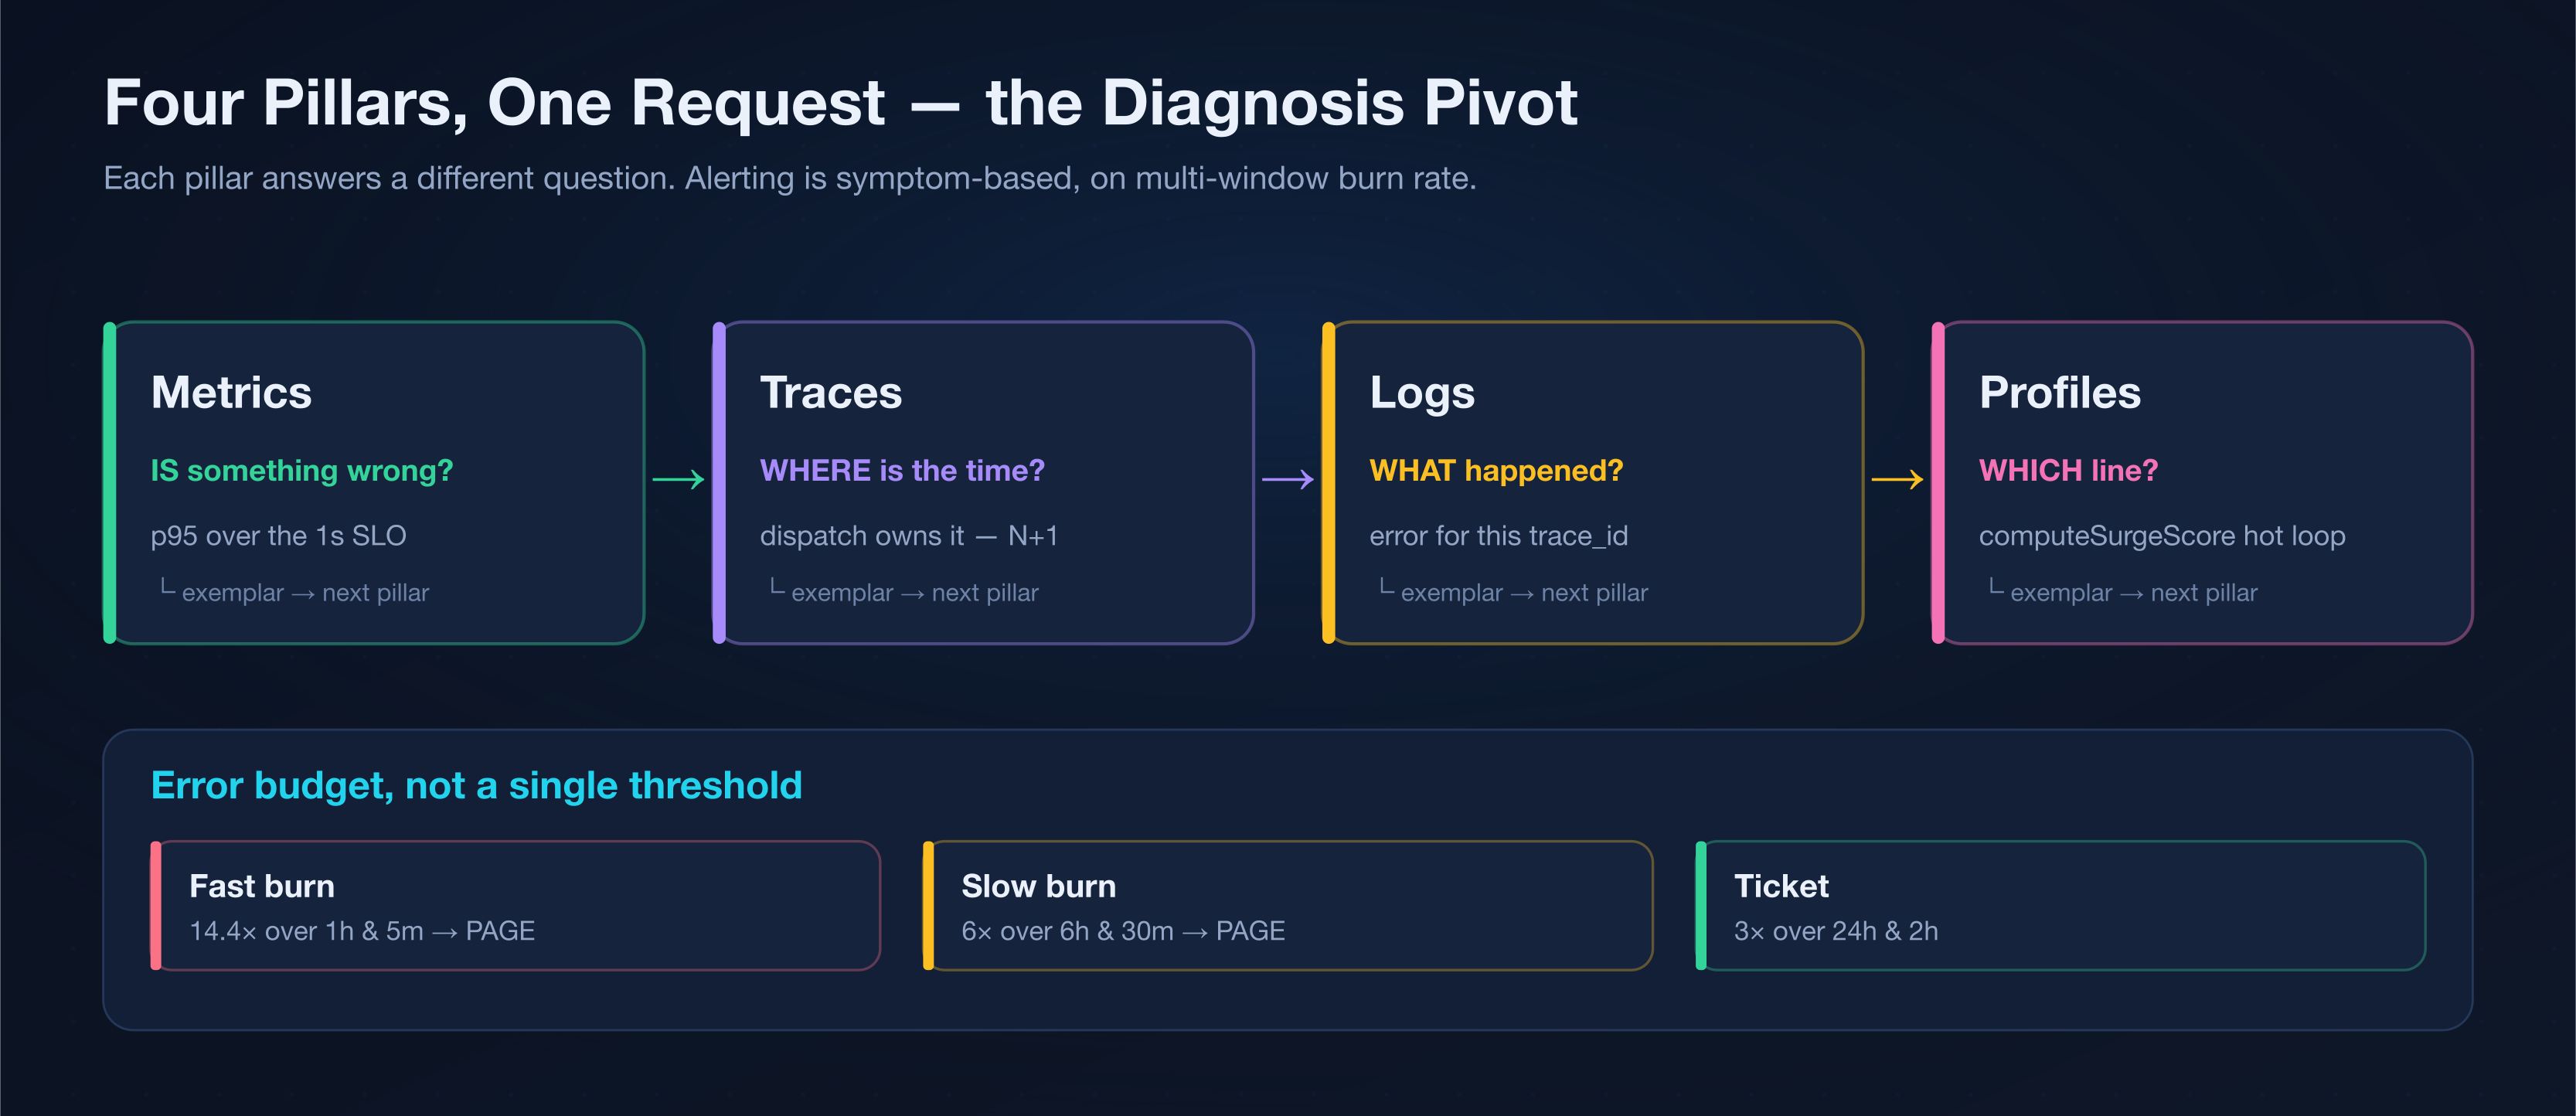 Four Pillars, One Request — the Diagnosis Pivot
Each pillar answers a different question. Alerting is symptom-based, on multi-window burn rate.
Metrics
IS something wrong?
p95 over the 1s SLO
└ exemplar → next pillar
→
Traces
WHERE is the time?
dispatch owns it — N+1
└ exemplar → next pillar
→
Logs
WHAT happened?
error for this trace_id
└ exemplar → next pillar
→
Profiles
WHICH line?
computeSurgeScore hot loop
└ exemplar → next pillar
Error budget, not a single threshold
Fast burn
14.4× over 1h & 5m → PAGE
Slow burn
6× over 6h & 30m → PAGE
Ticket
3× over 24h & 2h